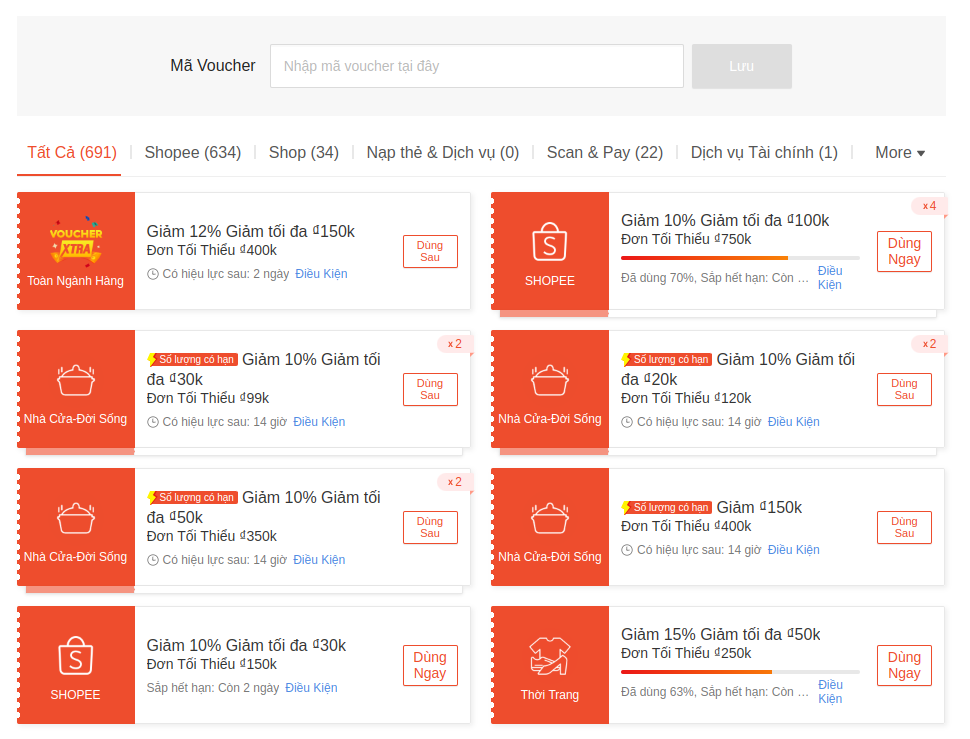 Mã Voucher
Nhập mã voucher tại đây
Lưu
Tất Cả (691)
Shopee (634)
Shop (34)
Nạp thẻ & Dịch vụ (0)
Scan & Pay (22)
Dịch vụ Tài chính (1)
More
VOUCHER
XTRA
Toàn Ngành Hàng
Giảm 12% Giảm tối đa ₫150k
Đơn Tối Thiểu ₫400k
Có hiệu lực sau: 2 ngày Điều Kiện
Dùng
Sau
SHOPEE
x 4
Giảm 10% Giảm tối đa ₫100k
Đơn Tối Thiểu ₫750k
Đã dùng 70%, Sắp hết hạn: Còn ...
Điều
Kiện
Dùng
Ngay
Nhà Cửa-Đời Sống
x 2
Số lượng có hạn Giảm 10% Giảm tối
đa ₫30k
Đơn Tối Thiểu ₫99k
Có hiệu lực sau: 14 giờ Điều Kiện
Dùng
Sau
Nhà Cửa-Đời Sống
x 2
Số lượng có hạn Giảm 10% Giảm tối
đa ₫20k
Đơn Tối Thiểu ₫120k
Có hiệu lực sau: 14 giờ Điều Kiện
Dùng
Sau
Nhà Cửa-Đời Sống
x 2
Số lượng có hạn Giảm 10% Giảm tối
đa ₫50k
Đơn Tối Thiểu ₫350k
Có hiệu lực sau: 14 giờ Điều Kiện
Dùng
Sau
Nhà Cửa-Đời Sống
Số lượng có hạn Giảm ₫150k
Đơn Tối Thiểu ₫400k
Có hiệu lực sau: 14 giờ Điều Kiện
Dùng
Sau
SHOPEE
Giảm 10% Giảm tối đa ₫30k
Đơn Tối Thiểu ₫150k
Sắp hết hạn: Còn 2 ngày Điều Kiện
Dùng
Ngay
Thời Trang
Giảm 15% Giảm tối đa ₫50k
Đơn Tối Thiểu ₫250k
Đã dùng 63%, Sắp hết hạn: Còn ...
Điều
Kiện
Dùng
Ngay